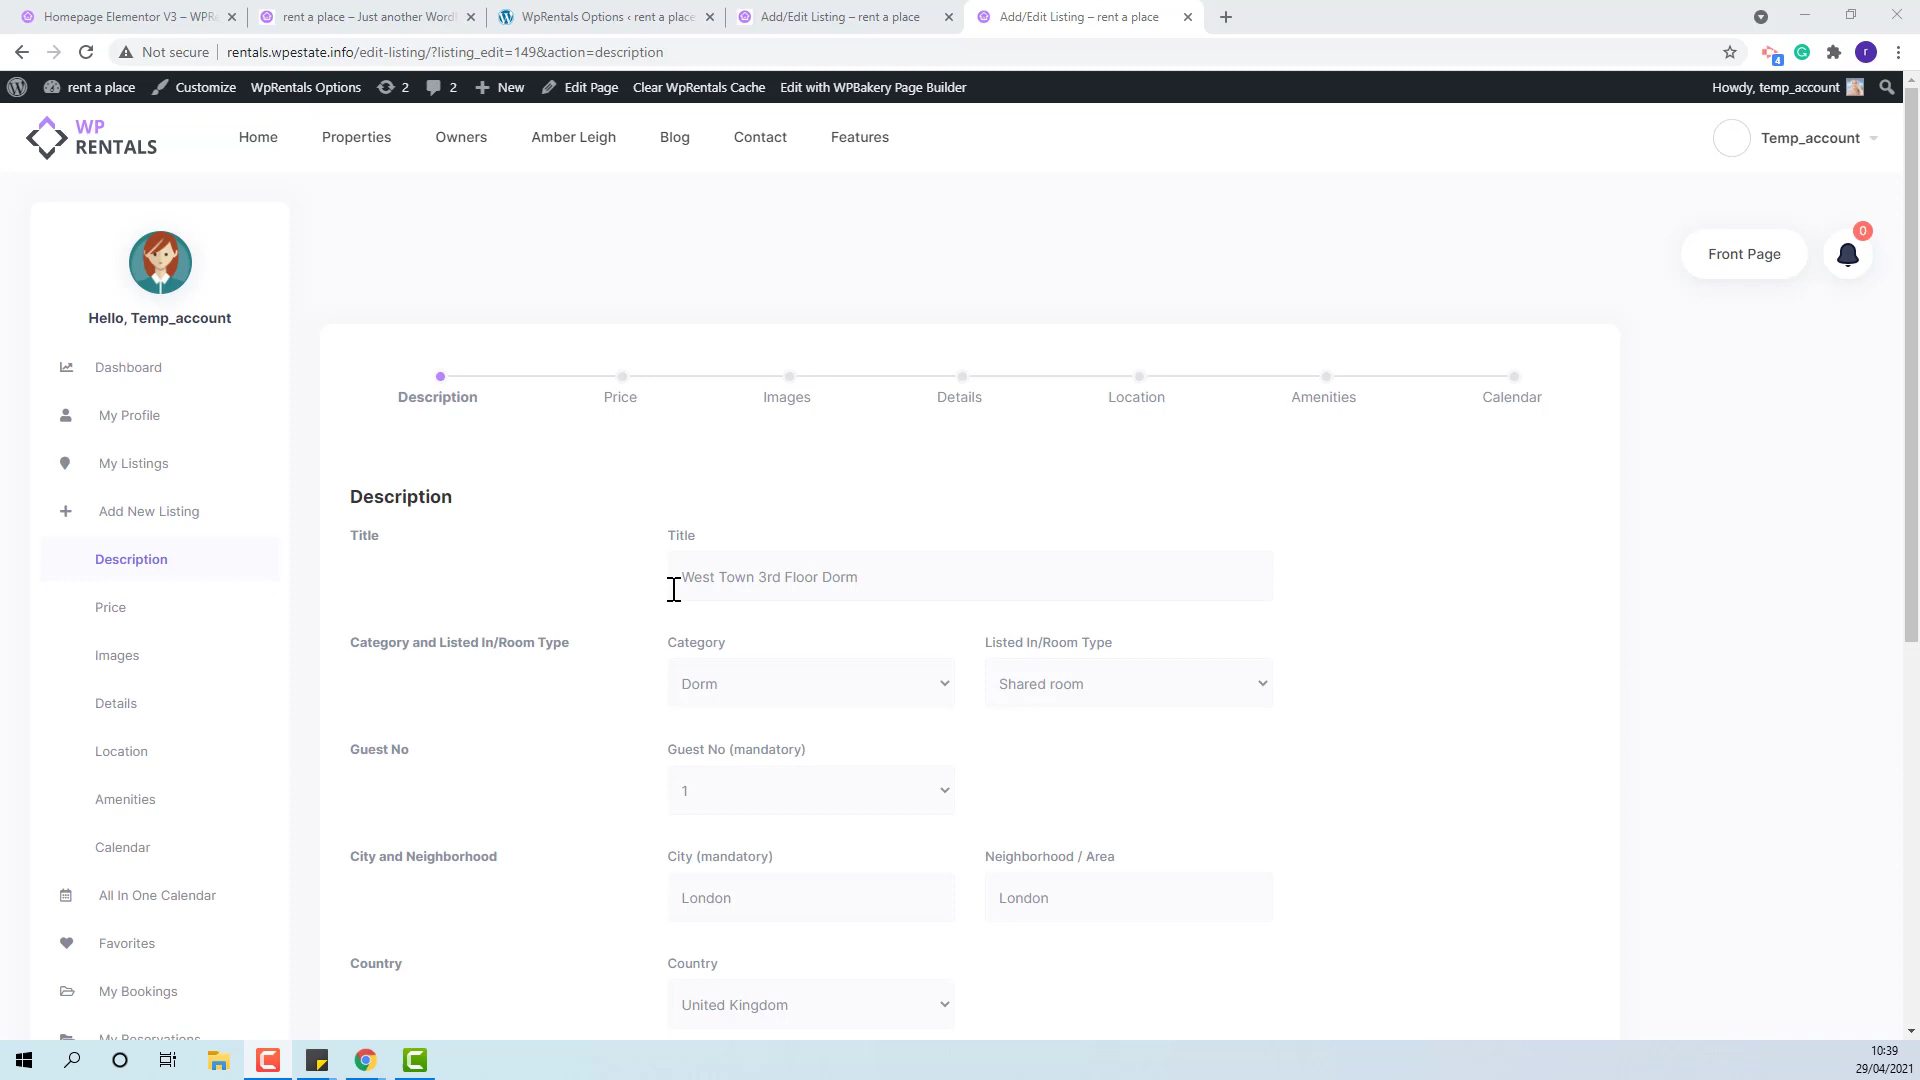 Homepage Elementor V3 – WPRe
rent a place – Just another Word
WpRentals Options ‹ rent a place
Add/Edit Listing – rent a place
Add/Edit Listing – rent a place
Not secure
rentals.wpestate.info/edit-listing/?listing_edit=149&action=description
4
r
rent a place
Customize
WpRentals Options
2
2
New
Edit Page
Clear WpRentals Cache
Edit with WPBakery Page Builder
Howdy, temp_account
WP
RENTALS
Home
Properties
Owners
Amber Leigh
Blog
Contact
Features
Temp_account
Front Page
0
Hello, Temp_account
Dashboard
My Profile
My Listings
Add New Listing
Description
Price
Images
Details
Location
Amenities
Calendar
All In One Calendar
Favorites
My Bookings
My Reservations
Description
Price
Images
Details
Location
Amenities
Calendar
Description
Title
Title
West Town 3rd Floor Dorm
Category and Listed In/Room Type
Category
Listed In/Room Type
Dorm
Shared room
Guest No
Guest No (mandatory)
1
City and Neighborhood
City (mandatory)
Neighborhood / Area
London
London
Country
Country
United Kingdom
10:39
29/04/2021